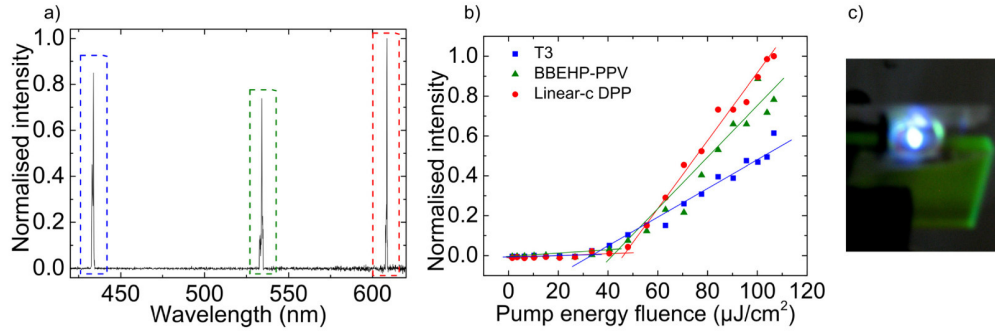 a)
Normalised intensity
1.0
0.8
0.6
0.4
0.2
0.0
450
500
550
600
Wavelength (nm)
b)
Normalised intensity
1.0
0.8
0.6
0.4
0.2
0.0
T3
BBEHP-PPV
Linear-c DPP
0 20 40 60 80 100 120
Pump energy fluence (µJ/cm²)
c)